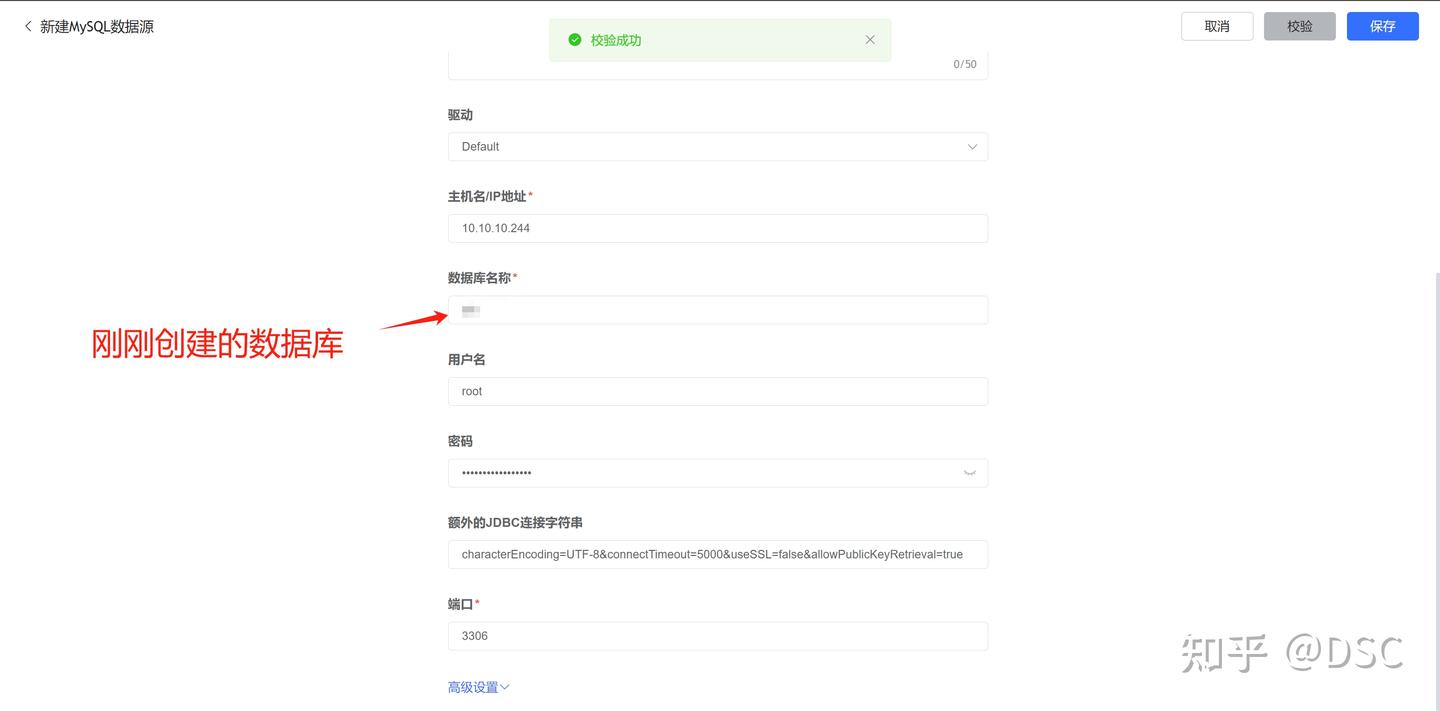 新建MySQL数据源
校验成功
取消
校验
保存
0/50
驱动
Default
主机名/IP地址*
10.10.10.244
数据库名称*
刚刚创建的数据库
用户名
root
密码
•••••••••••••••••
额外的JDBC连接字符串
characterEncoding=UTF-8&connectTimeout=5000&useSSL=false&allowPublicKeyRetrieval=true
端口*
3306
高级设置
知乎 @DSC